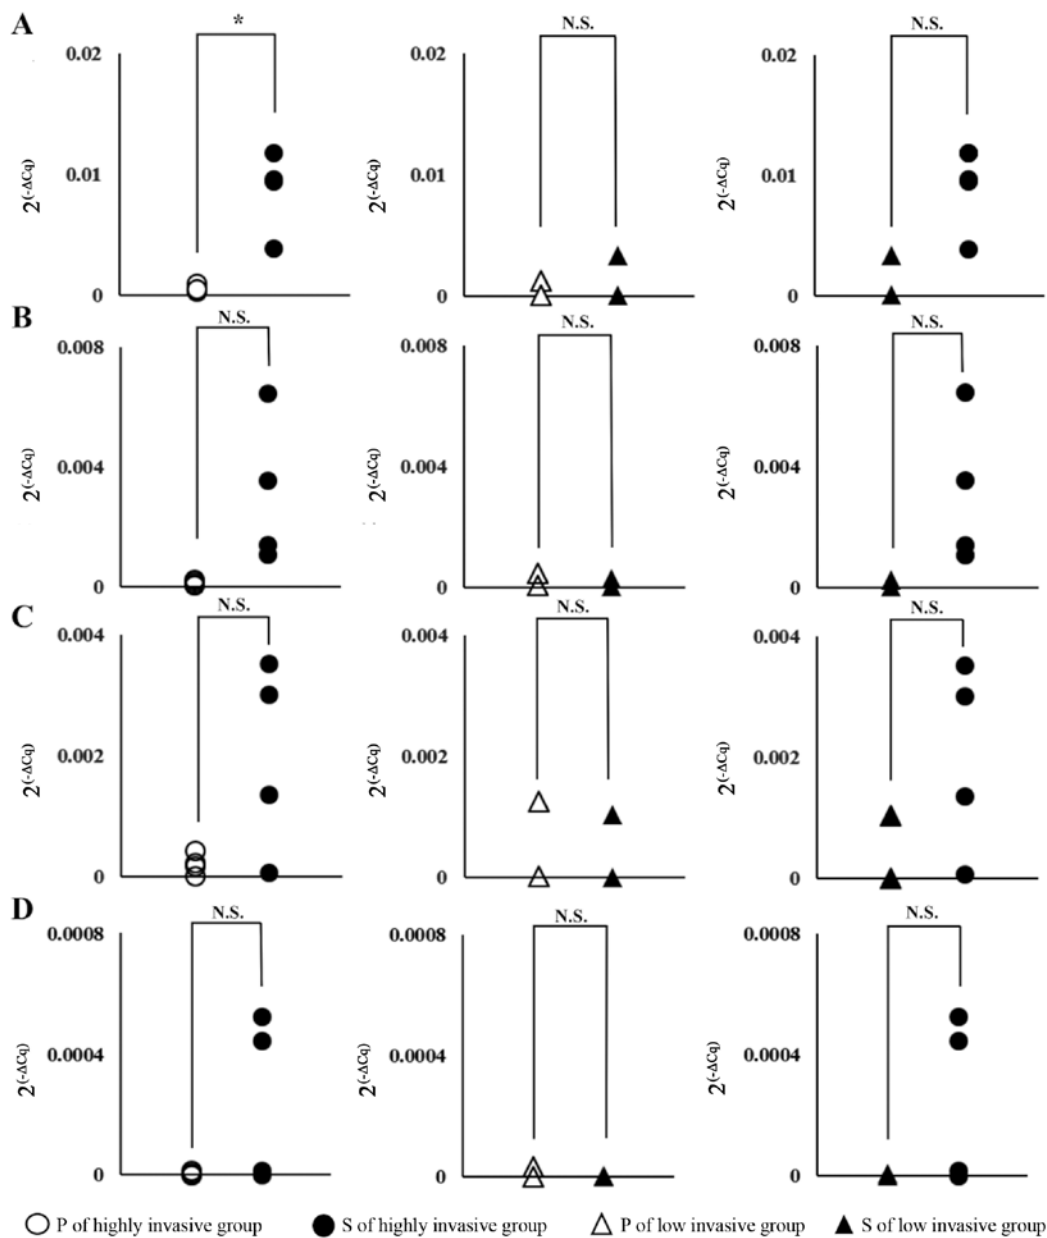 A
*
N.S.
N.S.
0.02
0.02
0.02
0.01
0.01
0.01
2(-ΔCq)
2(-ΔCq)
2(-ΔCq)
0
0
0
B
N.S.
N.S.
N.S.
0.008
0.008
0.008
0.004
0.004
0.004
2(-ΔCq)
2(-ΔCq)
2(-ΔCq)
0
0
0
C
N.S.
N.S.
N.S.
0.004
0.004
0.004
0.002
0.002
0.002
2(-ΔCq)
2(-ΔCq)
2(-ΔCq)
0
0
0
D
N.S.
N.S.
N.S.
0.0008
0.0008
0.0008
0.0004
0.0004
0.0004
2(-ΔCq)
2(-ΔCq)
2(-ΔCq)
0
0
0
P of highly invasive group
S of highly invasive group
P of low invasive group
S of low invasive group